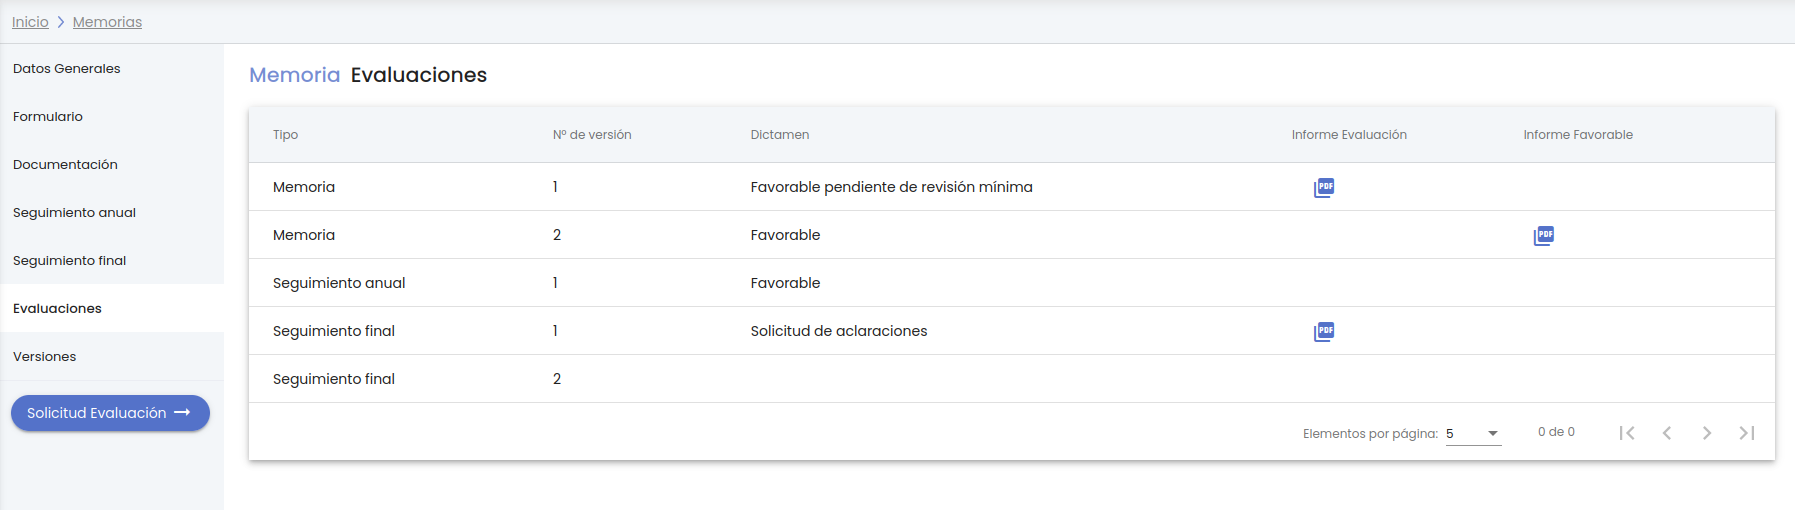 Inicio > Memorias
Datos Generales
Formulario
Documentación
Seguimiento anual
Seguimiento final
Evaluaciones
Versiones
Solicitud Evaluación →
Memoria Evaluaciones
Tipo Nº de versión Dictamen Informe Evaluación Informe Favorable
Memoria 1 Favorable pendiente de revisión mínima PDF
Memoria 2 Favorable PDF
Seguimiento anual 1 Favorable
Seguimiento final 1 Solicitud de aclaraciones PDF
Seguimiento final 2
Elementos por página: 5 0 de 0